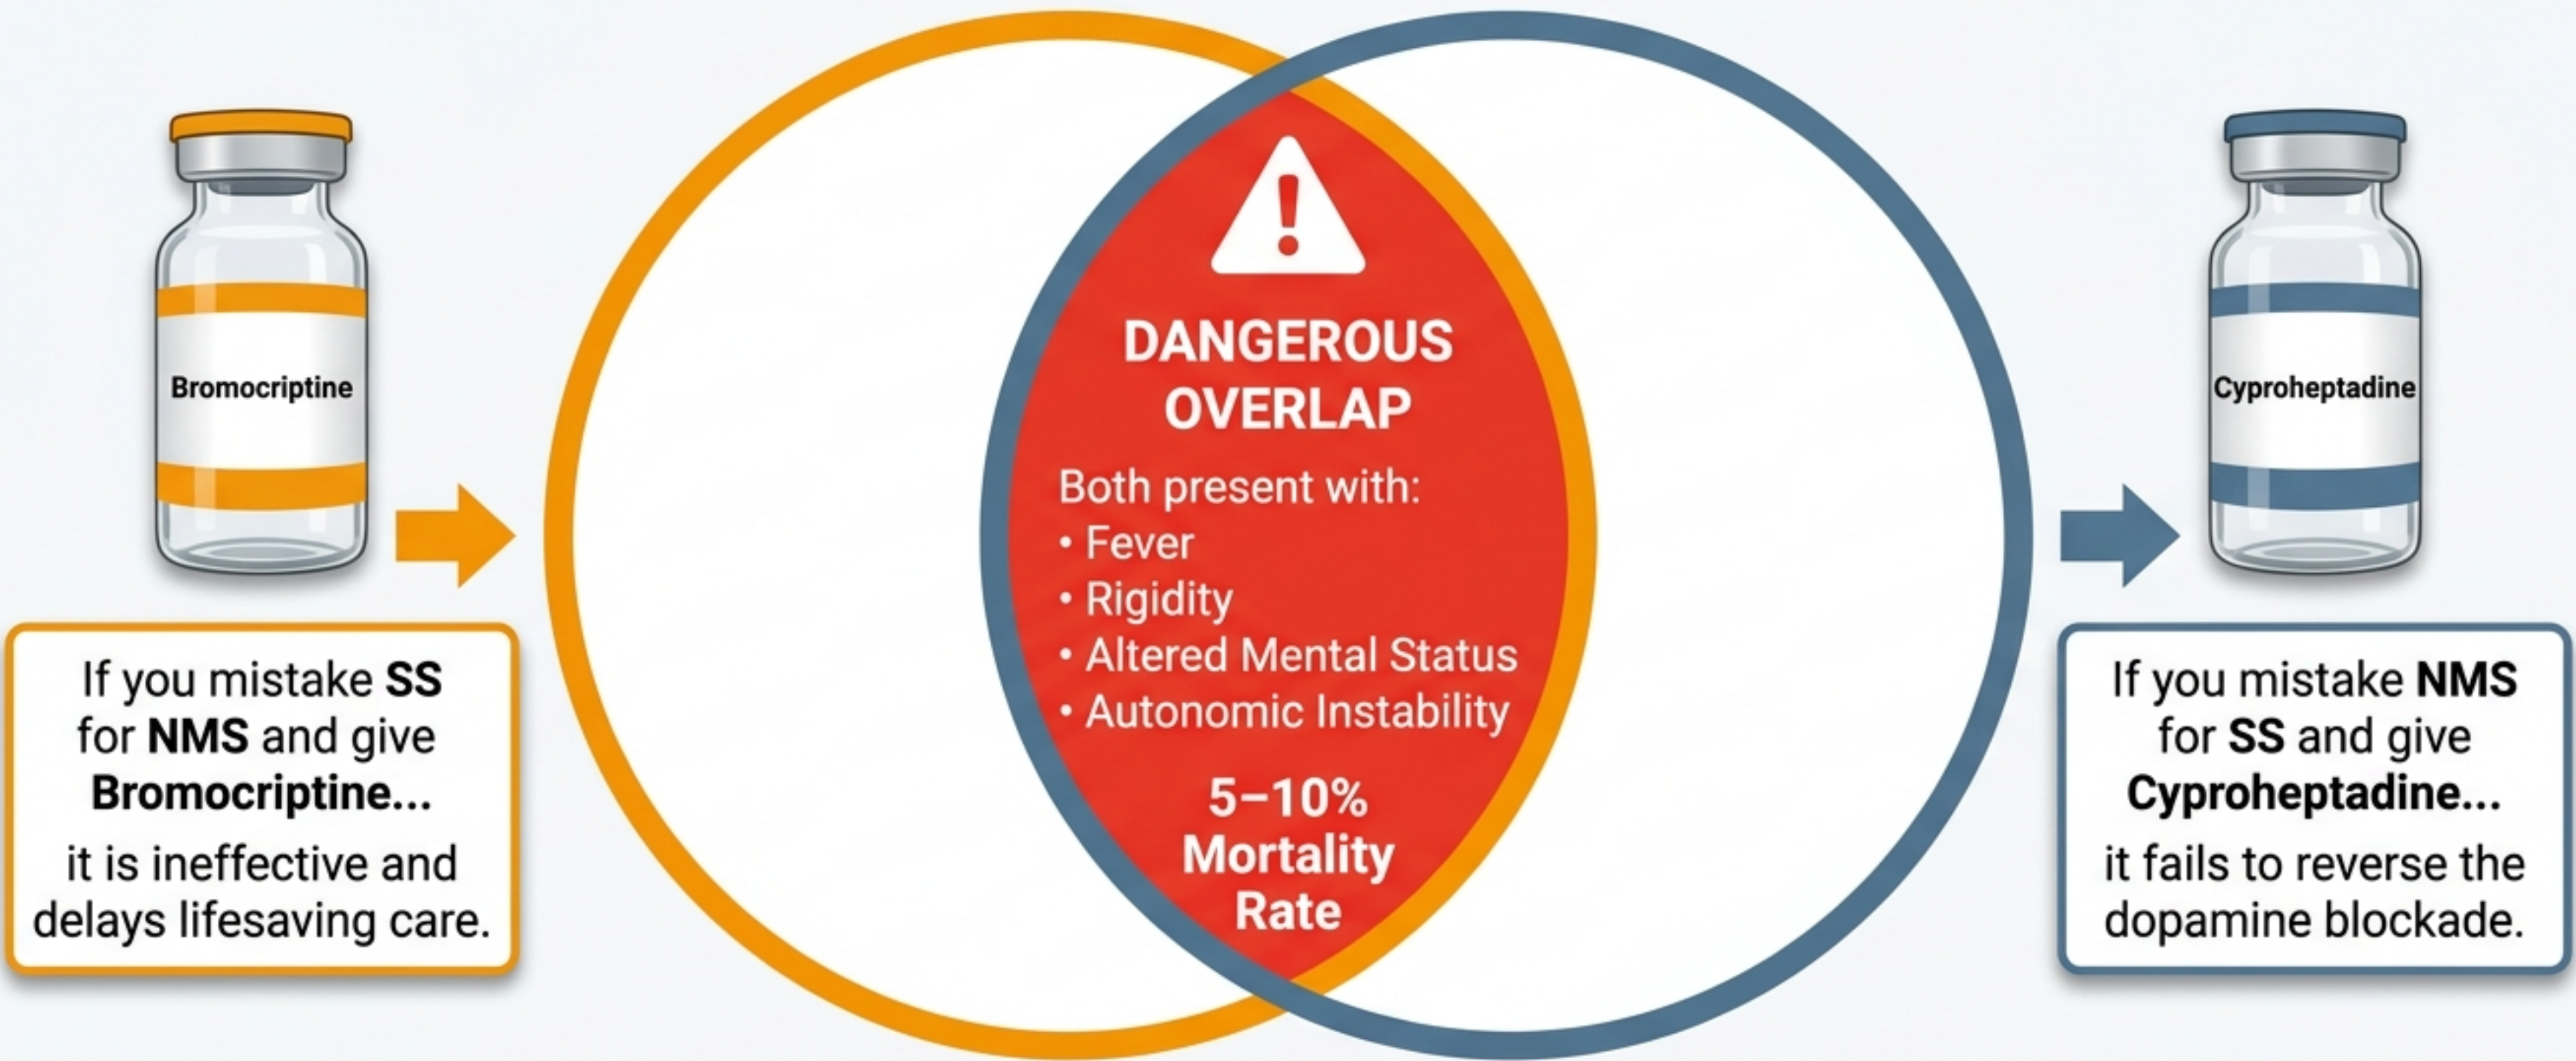 Bromocriptine
If you mistake SS
for NMS and give
Bromocriptine...
it is ineffective and
delays lifesaving care.
DANGEROUS
OVERLAP
Both present with:
• Fever
• Rigidity
• Altered Mental Status
• Autonomic Instability
5–10%
Mortality
Rate
Cyproheptadine
If you mistake NMS
for SS and give
Cyproheptadine...
it fails to reverse the
dopamine blockade.